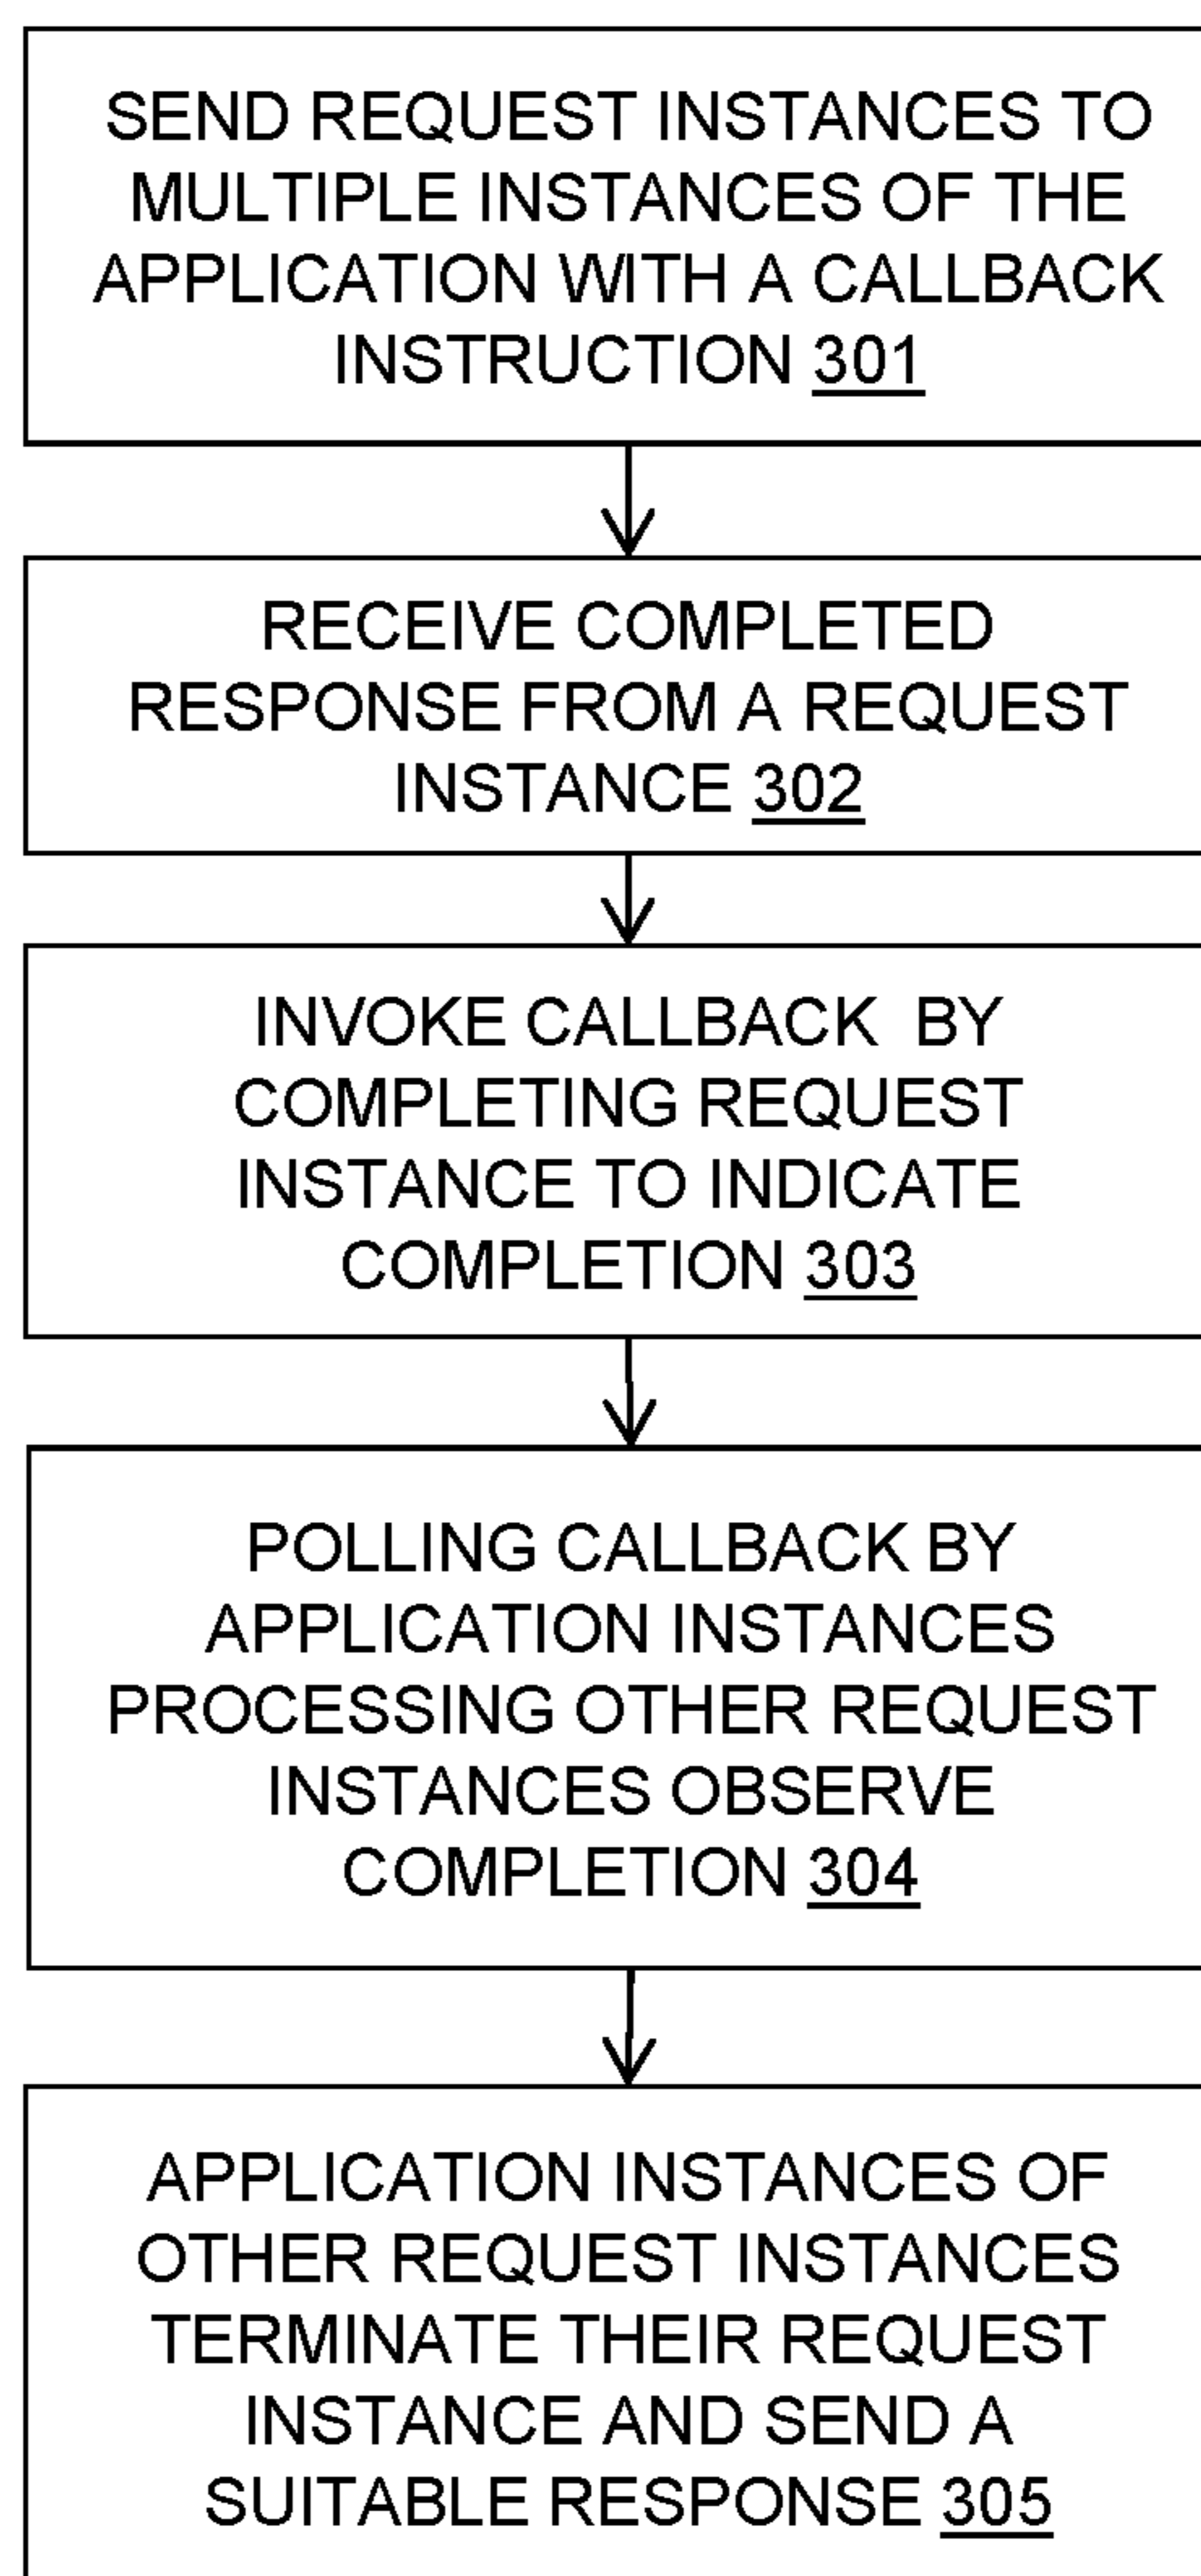 SEND REQUEST INSTANCES TO
MULTIPLE INSTANCES OF THE
APPLICATION WITH A CALLBACK
INSTRUCTION 301
RECEIVE COMPLETED
RESPONSE FROM A REQUEST
INSTANCE 302
INVOKE CALLBACK BY
COMPLETING REQUEST
INSTANCE TO INDICATE
COMPLETION 303
POLLING CALLBACK BY
APPLICATION INSTANCES
PROCESSING OTHER REQUEST
INSTANCES OBSERVE
COMPLETION 304
APPLICATION INSTANCES OF
OTHER REQUEST INSTANCES
TERMINATE THEIR REQUEST
INSTANCE AND SEND A
SUITABLE RESPONSE 305